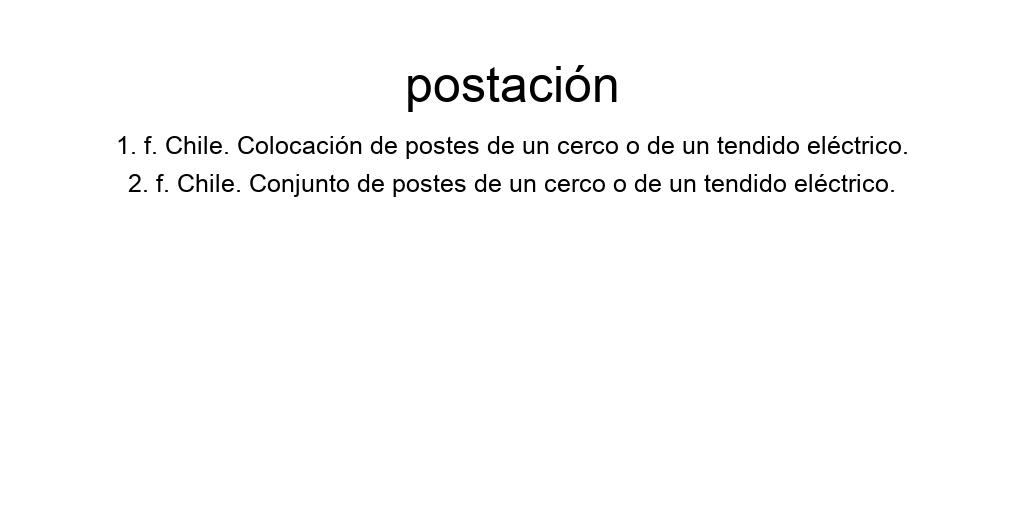 postación
1. f. Chile. Colocación de postes de un cerco o de un tendido eléctrico.
2. f. Chile. Conjunto de postes de un cerco o de un tendido eléctrico.